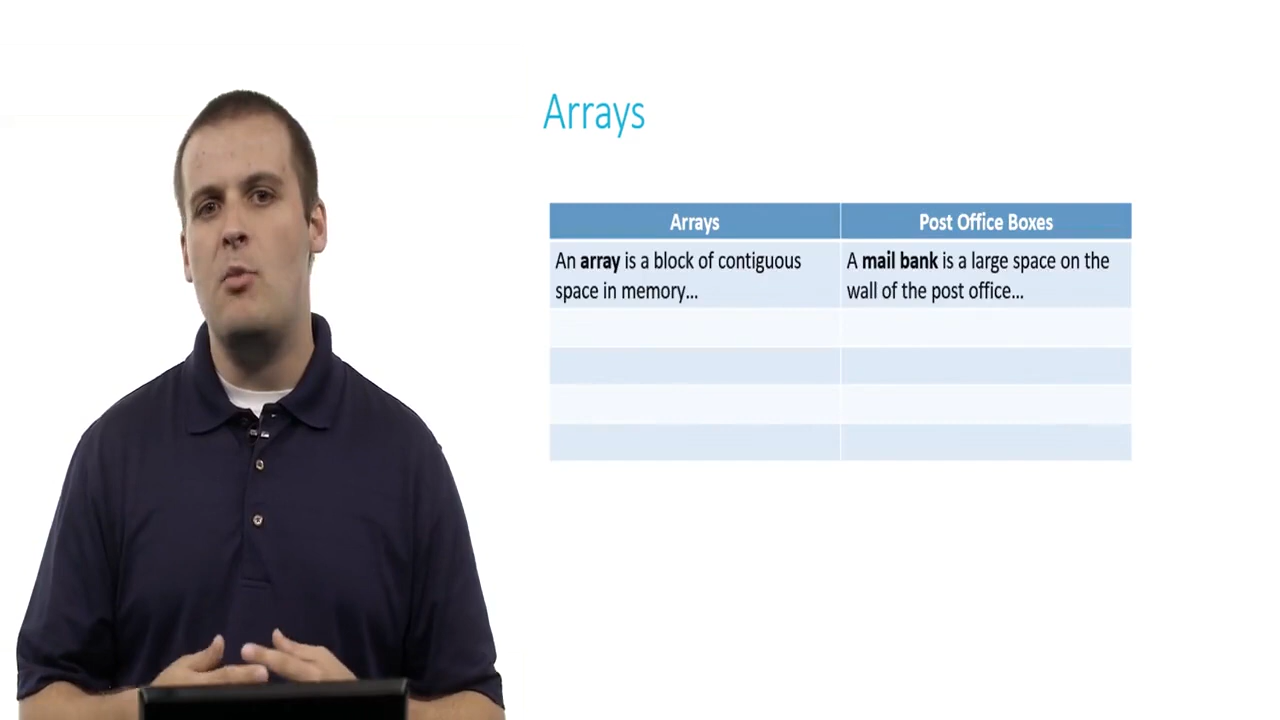 Arrays
Arrays
Post Office Boxes
An array is a block of contiguous
space in memory...
A mail bank is a large space on the
wall of the post office...